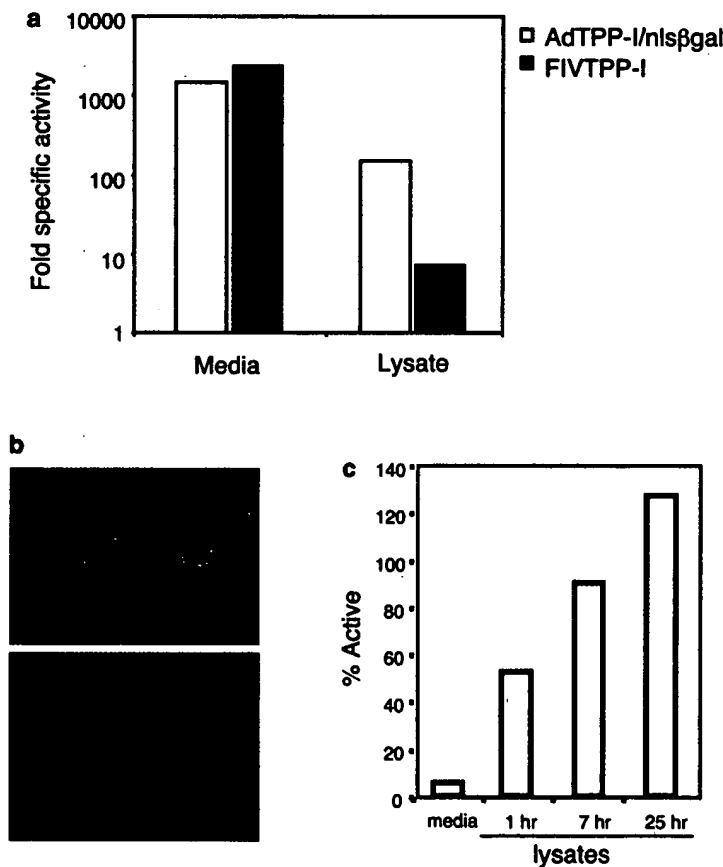 a
10000
1000
100
10
1
Fold specific activity
Media
Lysate
AdTPP-I/nlsβgal
FIVTPP-I
b
c
140
120
100
80
60
40
20
0
% Active
media
1 hr
7 hr
25 hr
lysates